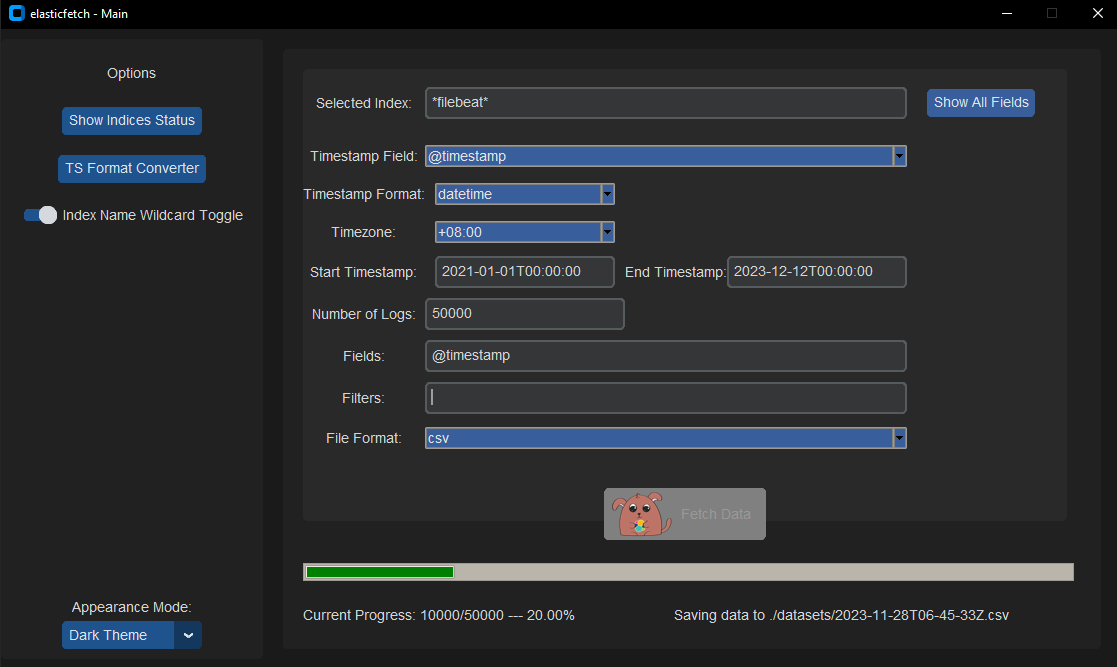 elasticfetch - Main
Options
Show Indices Status
TS Format Converter
Index Name Wildcard Toggle
Appearance Mode:
Dark Theme
Selected Index: *filebeat* Show All Fields
Timestamp Field: @timestamp
Timestamp Format: datetime
Timezone: +08:00
Start Timestamp: 2021-01-01T00:00:00 End Timestamp: 2023-12-12T00:00:00
Number of Logs: 50000
Fields: @timestamp
Filters:
File Format: csv
Fetch Data
Current Progress: 10000/50000 --- 20.00% Saving data to ./datasets/2023-11-28T06-45-33Z.csv